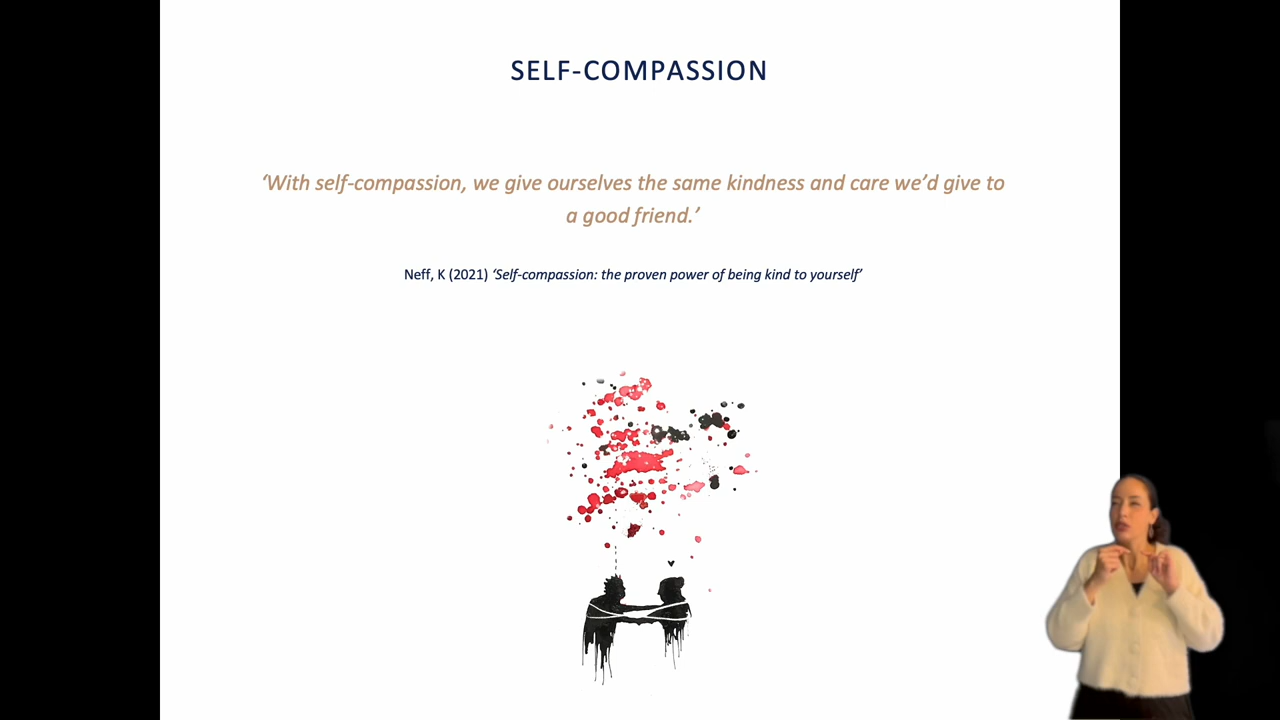 SELF-COMPASSION
‘With self-compassion, we give ourselves the same kindness and care we’d give to
a good friend.’
Neff, K (2021) ‘Self-compassion: the proven power of being kind to yourself’